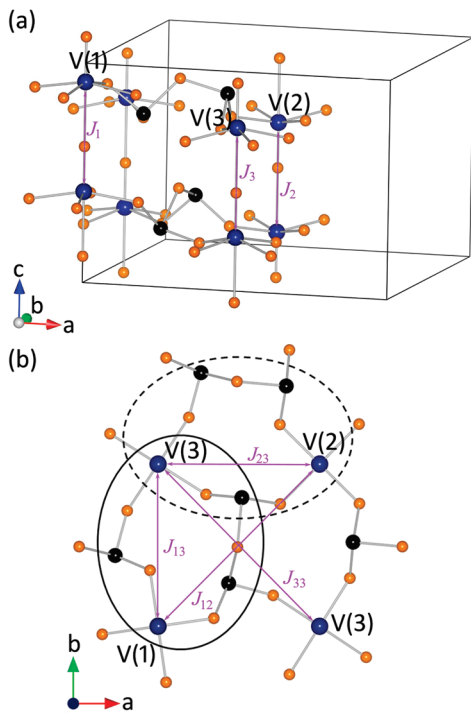 (a)
V(1)
V(3)
V(2)
J1
J3
J2
c
b
a
(b)
V(3)
V(2)
J23
J13
J12
J33
V(1)
V(3)
b
a